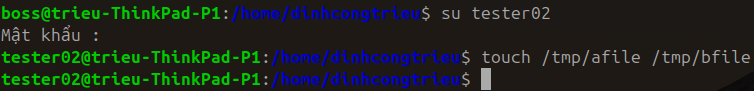 boss@trieu-ThinkPad-P1:/home/dinhcongtrieu$ su tester02
Mật khẩu :
tester02@trieu-ThinkPad-P1:/home/dinhcongtrieu$ touch /tmp/afile /tmp/bfile
tester02@trieu-ThinkPad-P1:/home/dinhcongtrieu$